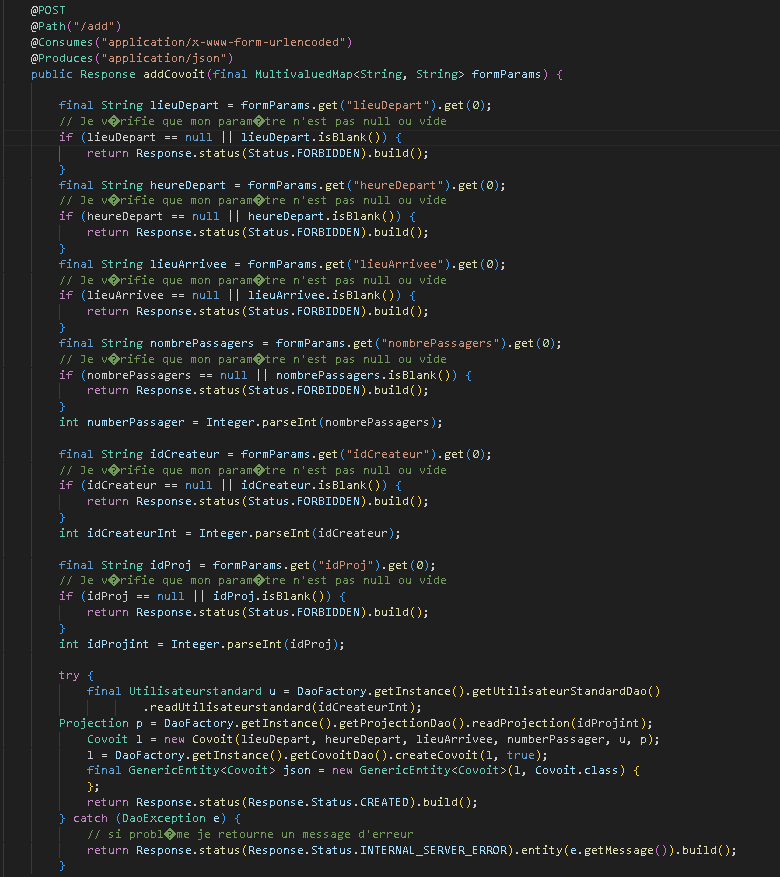 @POST
@Path("/add")
@Consumes("application/x-www-form-urlencoded")
@Produces("application/json")
public Response addCovoit(final MultivaluedMap<String, String> formParams) {
final String lieuDepart = formParams.get("lieuDepart").get(0);
// Je v�rifie que mon param�tre n'est pas null ou vide
if (lieuDepart == null || lieuDepart.isBlank()) {
return Response.status(Status.FORBIDDEN).build();
}
final String heureDepart = formParams.get("heureDepart").get(0);
// Je v�rifie que mon param�tre n'est pas null ou vide
if (heureDepart == null || heureDepart.isBlank()) {
return Response.status(Status.FORBIDDEN).build();
}
final String lieuArrivee = formParams.get("lieuArrivee").get(0);
// Je v�rifie que mon param�tre n'est pas null ou vide
if (lieuArrivee == null || lieuArrivee.isBlank()) {
return Response.status(Status.FORBIDDEN).build();
}
final String nombrePassagers = formParams.get("nombrePassagers").get(0);
// Je v�rifie que mon param�tre n'est pas null ou vide
if (nombrePassagers == null || nombrePassagers.isBlank()) {
return Response.status(Status.FORBIDDEN).build();
}
int numberPassager = Integer.parseInt(nombrePassagers);
final String idCreateur = formParams.get("idCreateur").get(0);
// Je v�rifie que mon param�tre n'est pas null ou vide
if (idCreateur == null || idCreateur.isBlank()) {
return Response.status(Status.FORBIDDEN).build();
}
int idCreateurInt = Integer.parseInt(idCreateur);
final String idProj = formParams.get("idProj").get(0);
// Je v�rifie que mon param�tre n'est pas null ou vide
if (idProj == null || idProj.isBlank()) {
return Response.status(Status.FORBIDDEN).build();
}
int idProjint = Integer.parseInt(idProj);
try {
final Utilisateurstandard u = DaoFactory.getInstance().getUtilisateurStandardDao()
.readUtilisateurstandard(idCreateurInt);
Projection p = DaoFactory.getInstance().getProjectionDao().readProjection(idProjint);
Covoit l = new Covoit(lieuDepart, heureDepart, lieuArrivee, numberPassager, u, p);
l = DaoFactory.getInstance().getCovoitDao().createCovoit(l, true);
final GenericEntity<Covoit> json = new GenericEntity<Covoit>(l, Covoit.class) {
};
return Response.status(Response.Status.CREATED).build();
} catch (DaoException e) {
// si probl�me je retourne un message d'erreur
return Response.status(Response.Status.INTERNAL_SERVER_ERROR).entity(e.getMessage()).build();
}